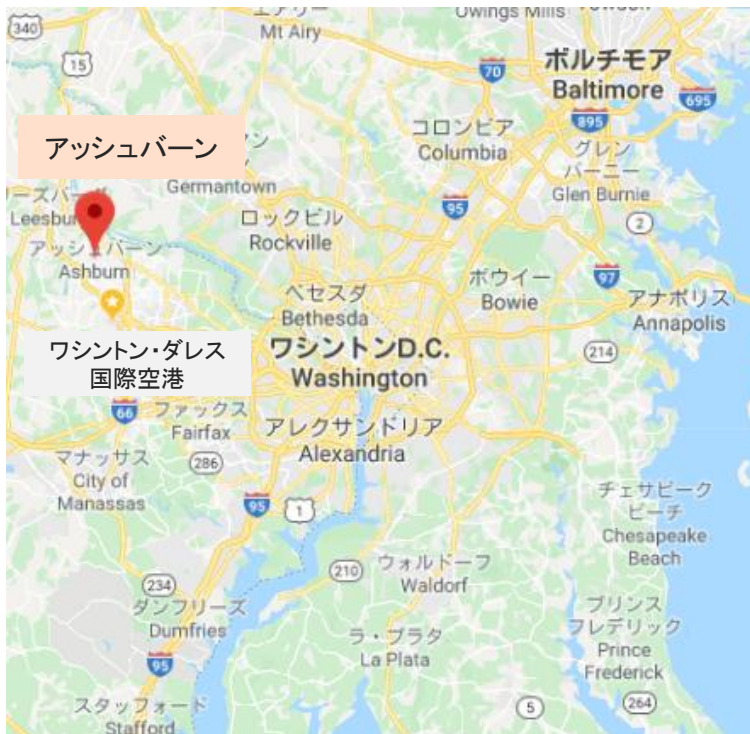 エアリー
Mt Airy
Owings Mills
Towson
340
15
70
ボルチモア
Baltimore
695
895
アッシュバーン
コロンビア
Columbia
グレン
バーニー
Glen Burnie
Germantown
Leesburg
95
2
ロックビル
Rockville
アッシュバーン
Ashburn
ベセスダ
Bethesda
ボウイー
Bowie
97
アナポリス
Annapolis
ワシントン・ダレス
国際空港
ワシントンD.C.
Washington
214
66
ファックス
Fairfax
アレクサンドリア
Alexandria
286
マナッサス
City of
Manassas
95
1
チェサピーク
ビーチ
Chesapeake
Beach
210
ウォルドーフ
Waldorf
234
ダンフリーズ
Dumfries
プリンス
フレデリック
Prince
Frederick
ラ・プラタ
La Plata
95
スタッフォード
Stafford
5
264